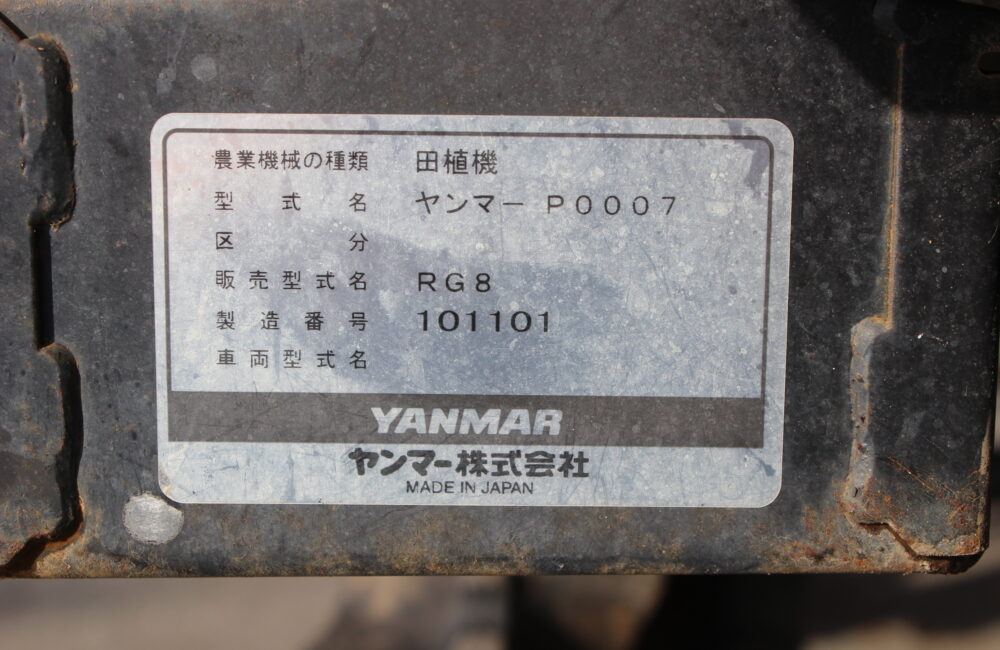 農業機械の種類 田植機
型式名 ヤンマー P0007
区分
販売型式名 RG8
製造番号 101101
車両型式名
YANMAR
ヤンマー株式会社
MADE IN JAPAN